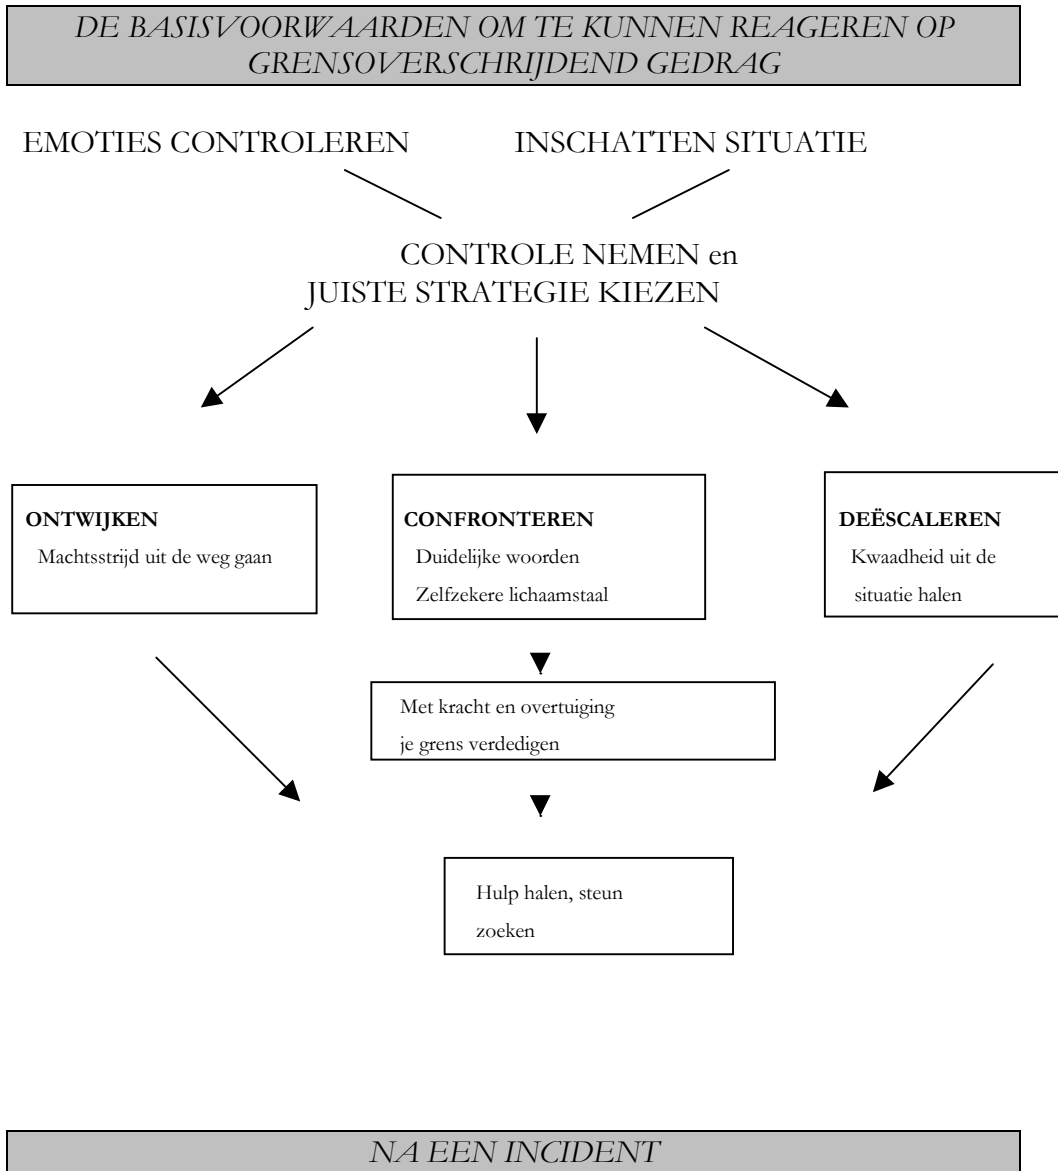 DE BASISVOORWAARDEN OM TE KUNNEN REAGEREN OP
GRENSOVERSCHRIJDEND GEDRAG
EMOTIES CONTROLEREN
INSCHATTEN SITUATIE
CONTROLE NEMEN en
JUISTE STRATEGIE KIEZEN
ONTWIJKEN
Machtsstrijd uit de weg gaan
CONFRONTEREN
Duidelijke woorden
Zelfzekere lichaamstaal
DEËSCALEREN
Kwaadheid uit de
situatie halen
Met kracht en overtuiging
je grens verdedigen
Hulp halen, steun
zoeken
NA EEN INCIDENT